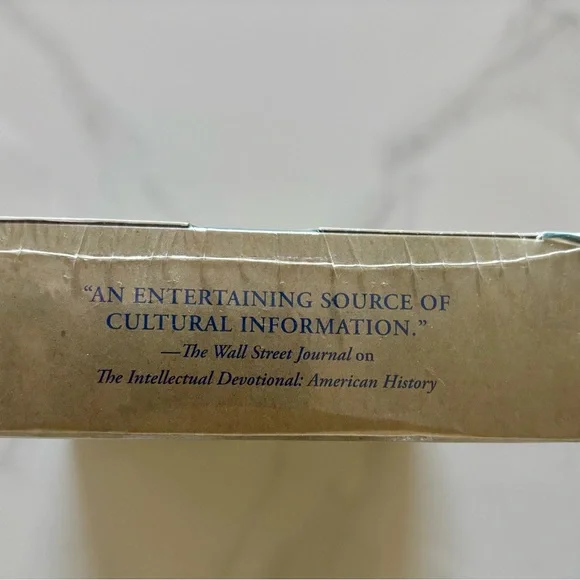 “AN ENTERTAINING SOURCE OF
CULTURAL INFORMATION.”
—The Wall Street Journal on
The Intellectual Devotional: American History